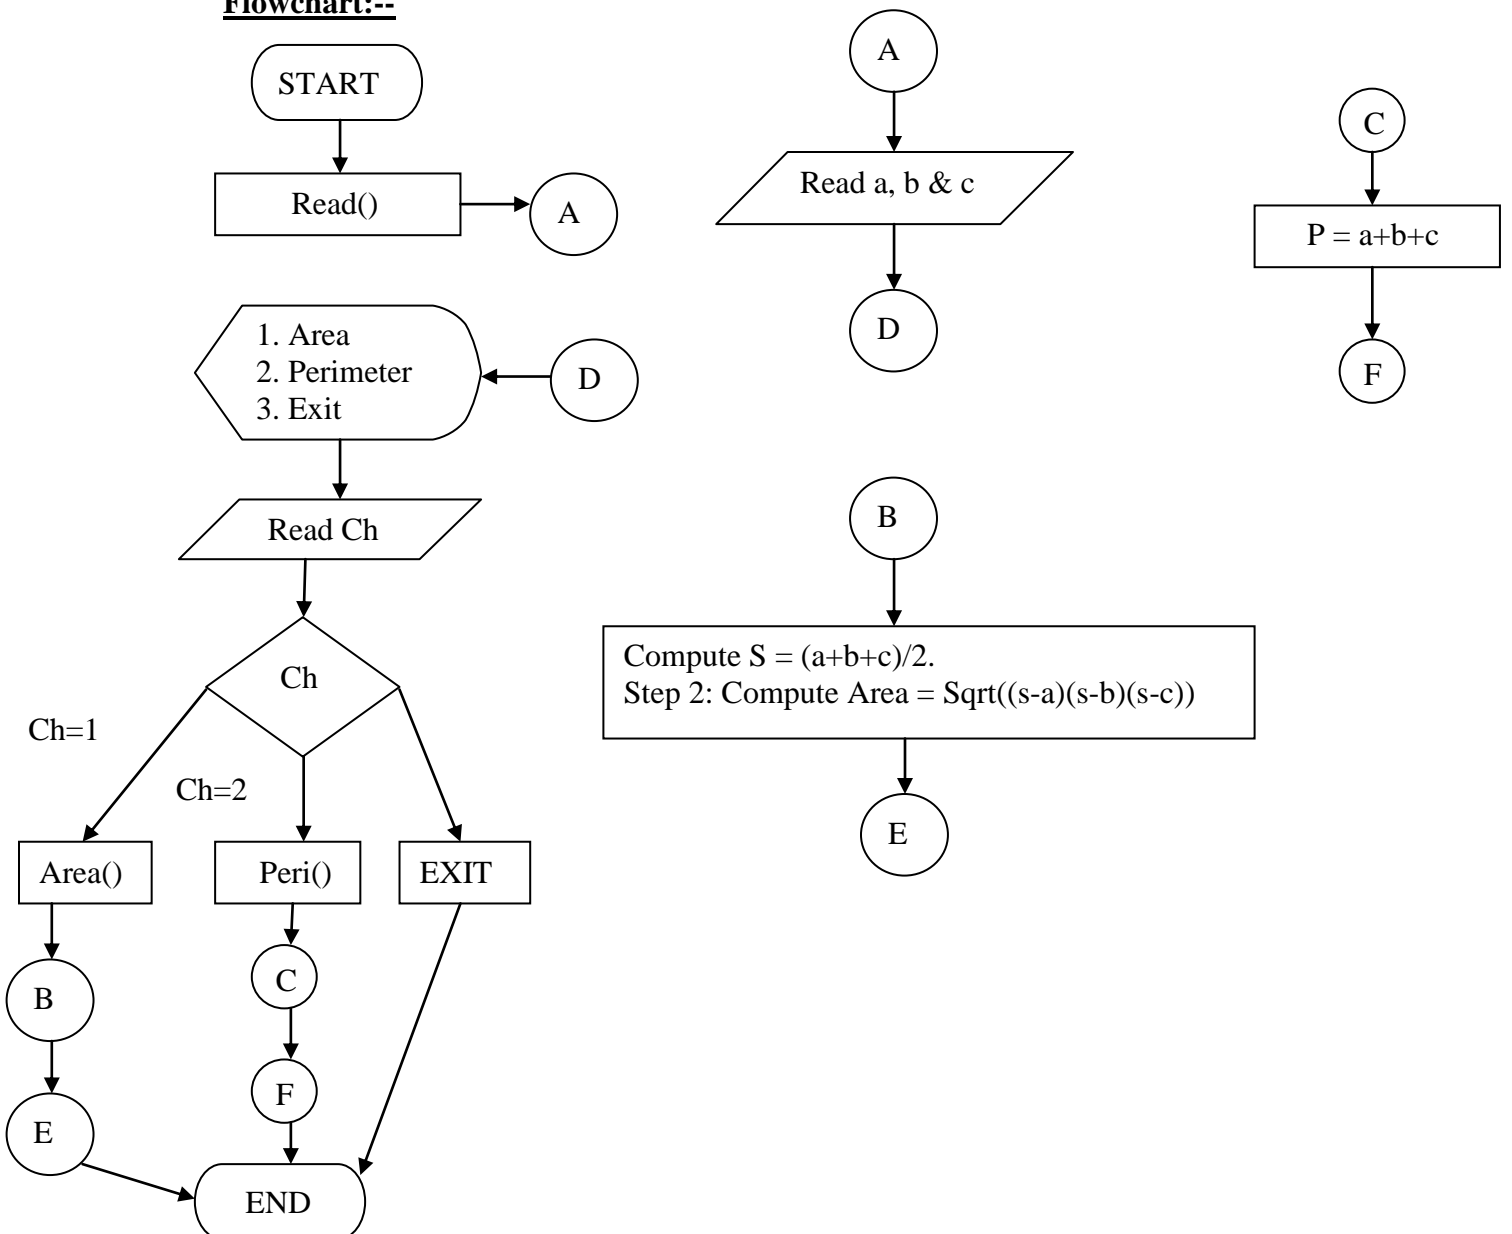 Flowchart:--
START
Read()
A
1. Area
2. Perimeter
3. Exit
D
Read Ch
Ch
Ch=1
Ch=2
Area()
Peri()
EXIT
B
C
E
F
END
A
Read a, b & c
D
B
Compute S = (a+b+c)/2.
Step 2: Compute Area = Sqrt((s-a)(s-b)(s-c))
E
C
P = a+b+c
F